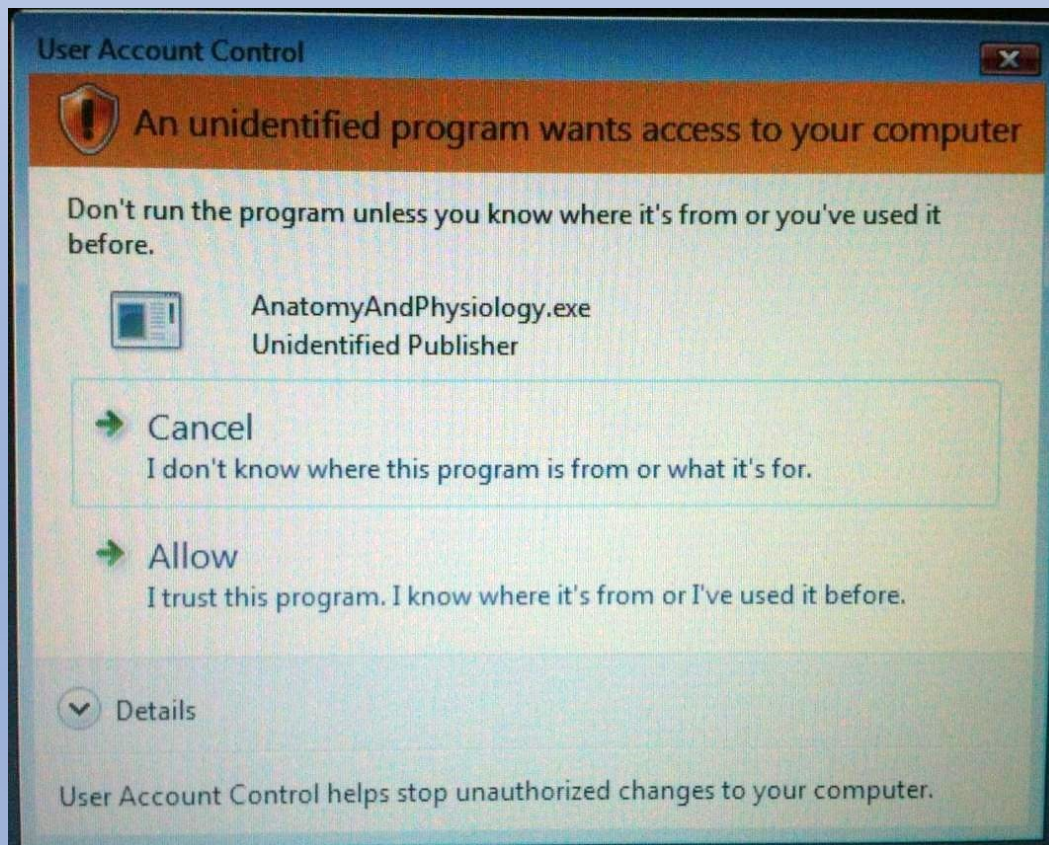 User Account Control
An unidentified program wants access to your computer
Don't run the program unless you know where it's from or you've used it
before.
AnatomyAndPhysiology.exe
Unidentified Publisher
Cancel
I don't know where this program is from or what it's for.
Allow
I trust this program. I know where it's from or I've used it before.
Details
User Account Control helps stop unauthorized changes to your computer.